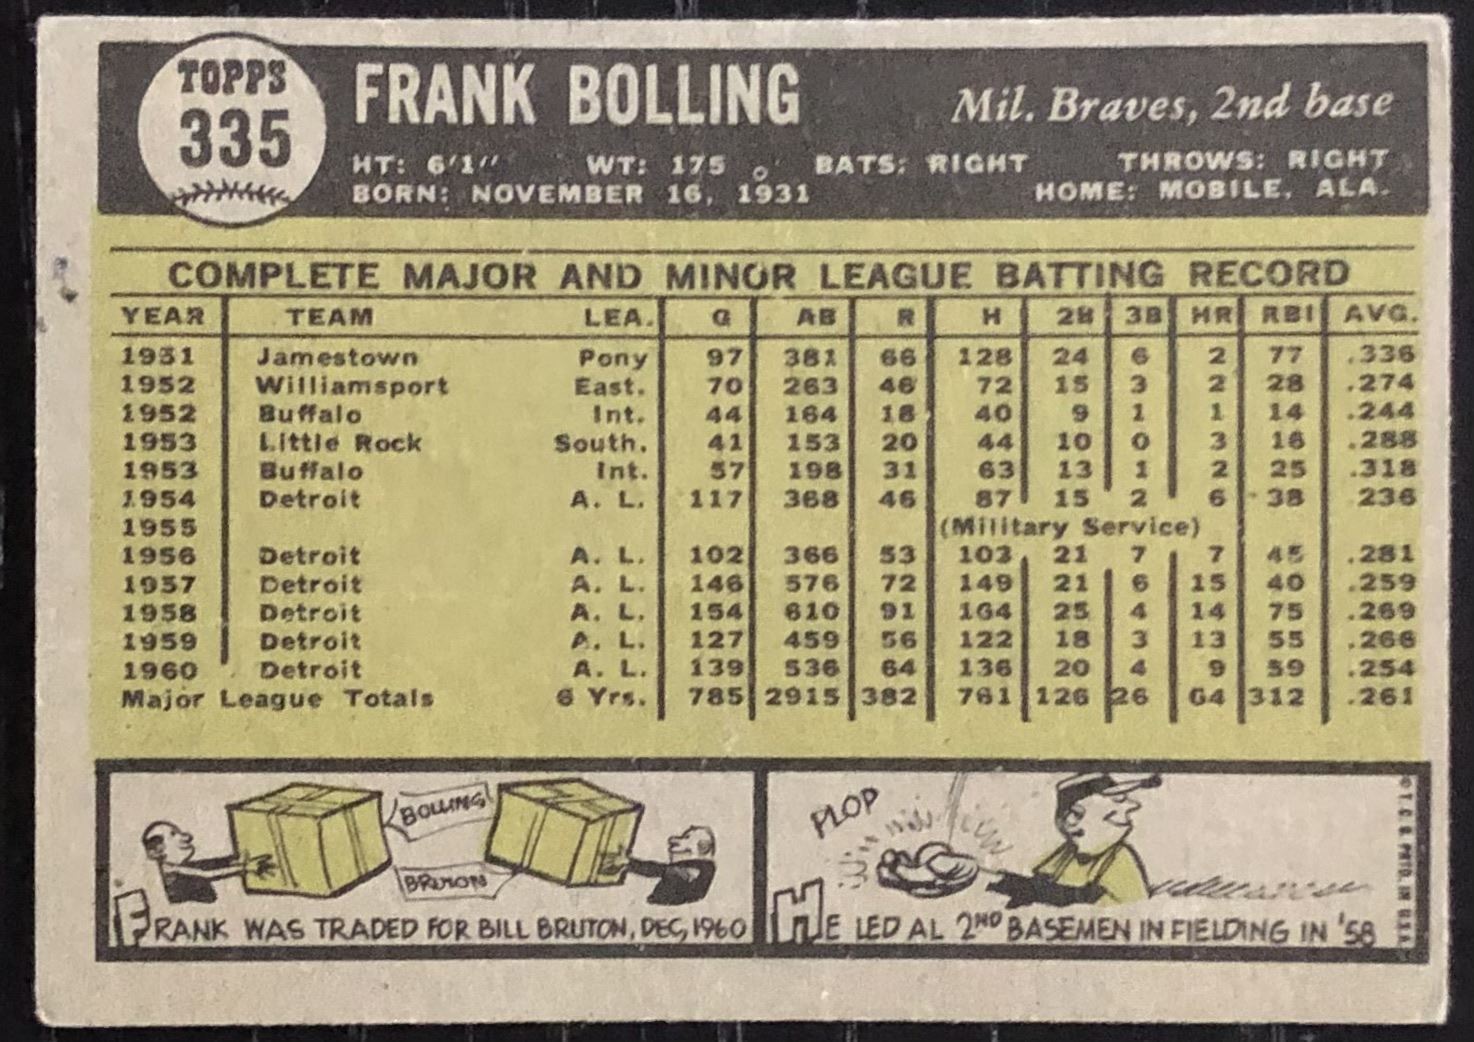 TOPPS
335
FRANK BOLLING
Mil. Braves, 2nd base
HT: 6'1" WT: 175 BATS: RIGHT THROWS: RIGHT
BORN: NOVEMBER 16, 1931 HOME: MOBILE, ALA.
COMPLETE MAJOR AND MINOR LEAGUE BATTING RECORD
YEAR TEAM LEA. G AB R H 2B 3B HR RBI AVG.
1951 Jamestown Pony 97 381 66 128 24 6 2 77 .336
1952 Williamsport East. 70 263 46 72 15 3 2 28 .274
1952 Buffalo Int. 44 164 18 40 9 1 1 14 .244
1953 Little Rock South. 41 153 20 44 10 0 3 16 .288
1953 Buffalo Int. 57 198 31 63 13 1 2 25 .318
1954 Detroit A. L. 117 368 46 87 15 2 6 38 .236
1955 (Military Service)
1956 Detroit A. L. 102 366 53 103 21 7 7 45 .281
1957 Detroit A. L. 146 576 72 149 21 6 15 40 .259
1958 Detroit A. L. 154 610 91 164 25 4 14 75 .269
1959 Detroit A. L. 127 459 56 122 18 3 13 55 .266
1960 Detroit A. L. 139 536 64 136 20 4 9 59 .254
Major League Totals 6 Yrs. 785 2915 382 761 126 26 64 312 .261
BOLLING
BRUTON
FRANK WAS TRADED FOR BILL BRUTON, DEC, 1960
PLOP
HE LED AL 2ND BASEMEN IN FIELDING IN '58
© T. C. G. PRTD. IN U.S.A.